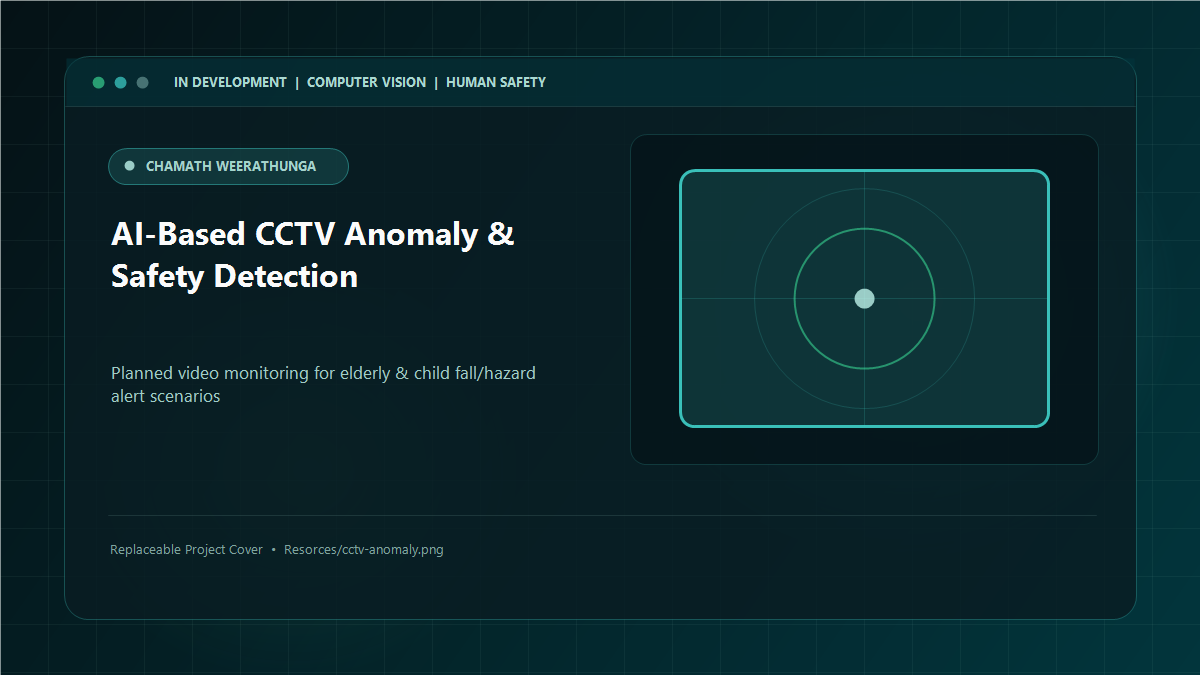 IN DEVELOPMENT | COMPUTER VISION | HUMAN SAFETY
CHAMATH WEERATHUNGA
AI-Based CCTV Anomaly &
Safety Detection
Planned video monitoring for elderly & child fall/hazard
alert scenarios
Replaceable Project Cover • Resorces/cctv-anomaly.png